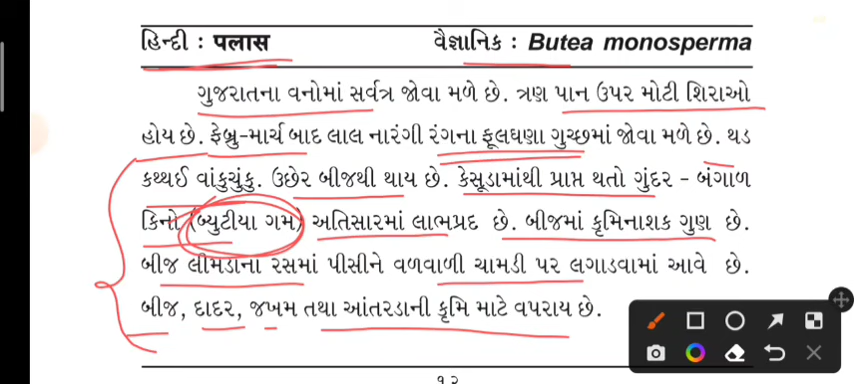 હિન્દી : પલાસ વૈજ્ઞાનિક : Butea monosperma
ગુજરાતના વનોમાં સર્વત્ર જોવા મળે છે. ત્રણ પાન ઉપર મોટી શિરાઓ
હોય છે. ફેબ્રુ-માર્ચ બાદ લાલ નારંગી રંગના ફૂલઘણા ગુચ્છમાં જોવા મળે છે. થડ
કથ્થઈ વાંકુચુંકુ. ઉછેર બીજથી થાય છે. કેસૂડામાંથી પ્રાપ્ત થતો ગુંદર - બંગાળ
કિનો (બ્યુટીયા ગમ) અતિસારમાં લાભપ્રદ છે. બીજમાં કૃમિનાશક ગુણ છે.
બીજ લીમડાના રસમાં પીસીને વળવાળી ચામડી પર લગાડવામાં આવે છે.
બીજ, દાદર, જખમ તથા આંતરડાની કૃમિ માટે વપરાય છે.
૧૨